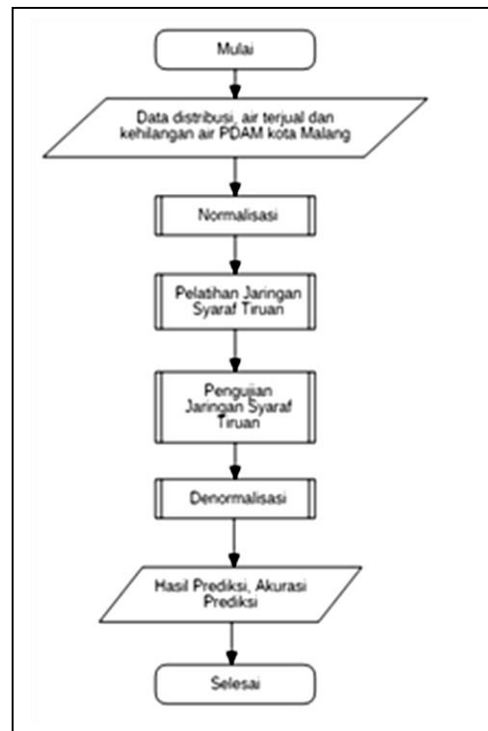 Mulai
Data distribusi, air terjual dan
kehilangan air PDAM kota Malang
Normalisasi
Pelatihan Jaringan
Syaraf Tiruan
Pengujian
Jaringan Syaraf
Tiruan
Denormalisasi
Hasil Prediksi, Akurasi
Prediksi
Selesai